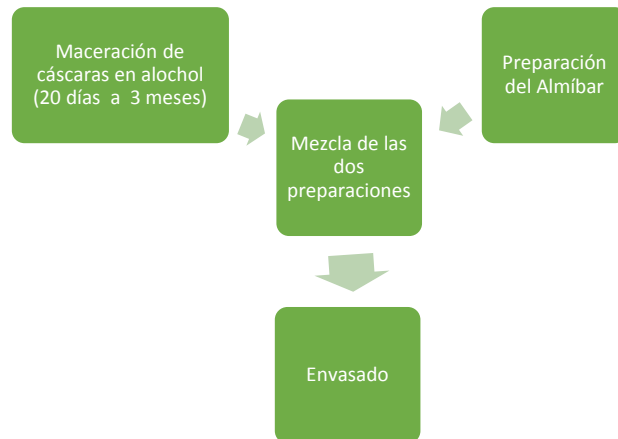 Maceración de
cáscaras en alochol
(20 días a 3 meses)
Preparación
del Almíbar
Mezcla de las
dos
preparaciones
Envasado